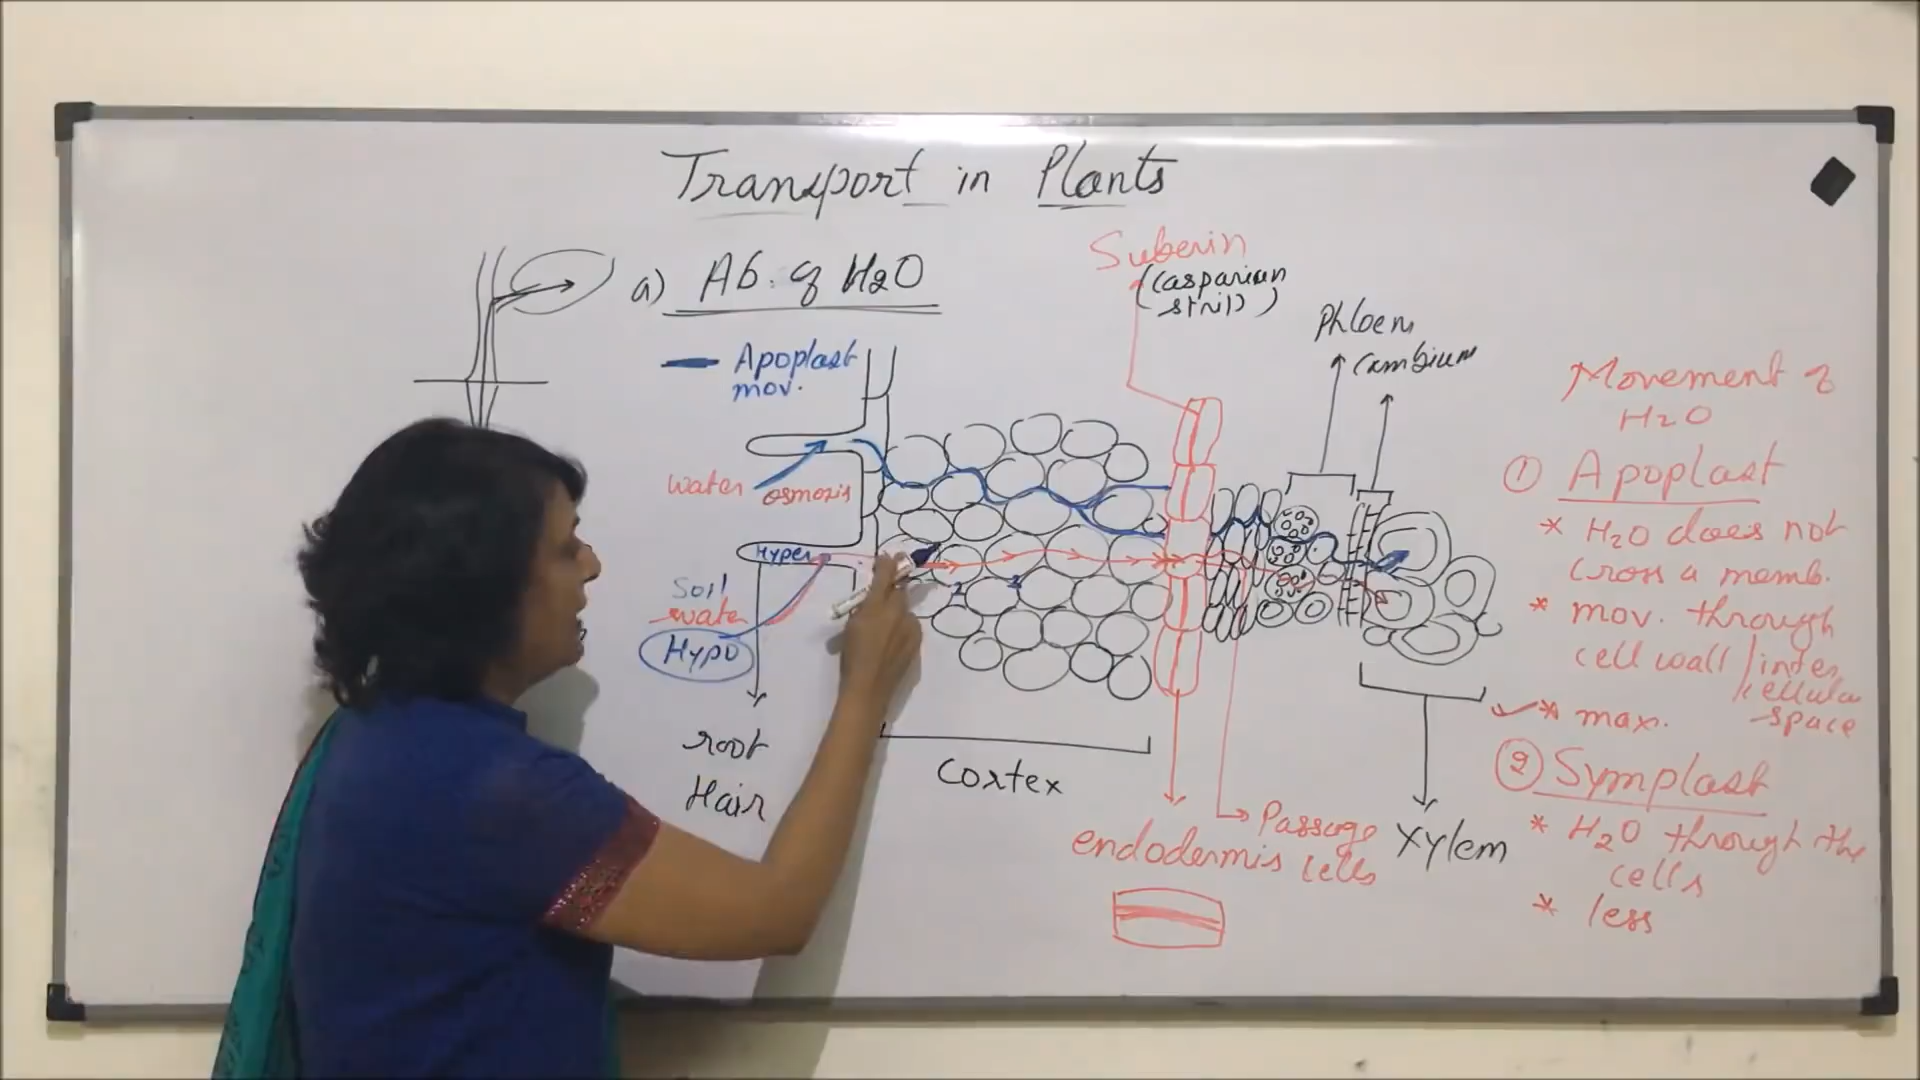 Transport in Plants
a) Ab. of H2O
Apoplast
mov.
water osmosis
Hyper
Soil
water
Hypo
root
Hair
Cortex
1
2
Suberin
(casparian
strip)
Phloem
cambium
endodermis
Passage
cells
Xylem
Movement of
H2O
① Apoplast
* H2O does not
cross a memb.
* mov. through
cell wall / inter
cellular
space
✓* max.
② Symplast
* H2O through the
cells
* less